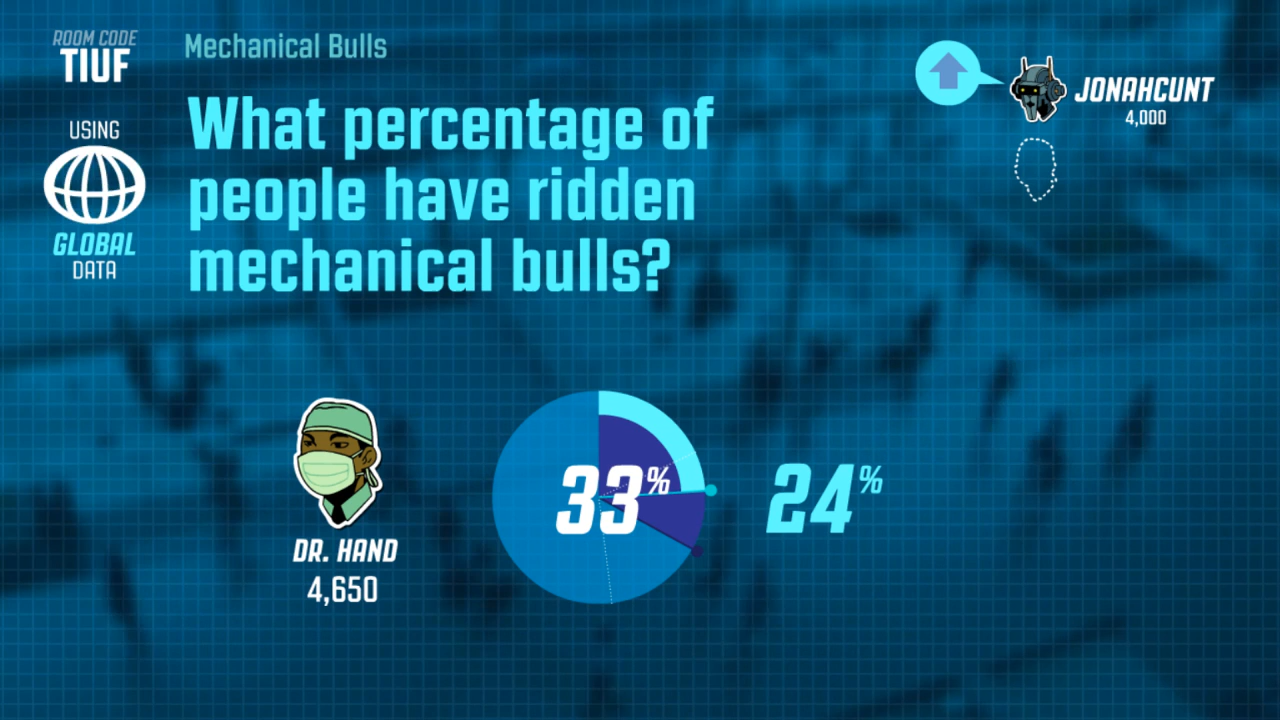 ROOM CODE
TIUF
USING
GLOBAL
DATA
Mechanical Bulls
What percentage of
people have ridden
mechanical bulls?
JONAHCUNT
4,000
DR. HAND
4,650
33%
24%